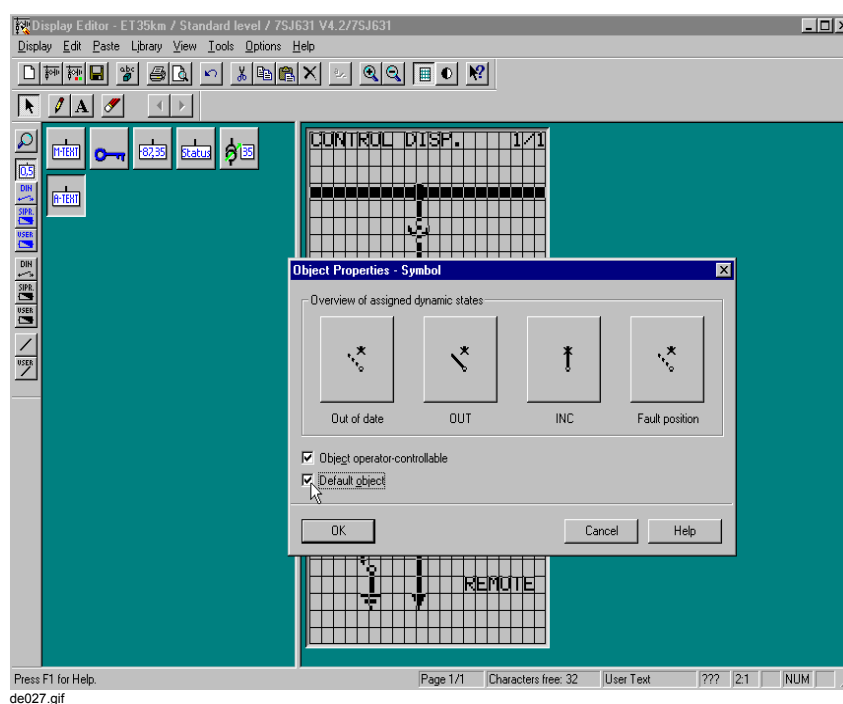 Display Editor - ET35km / Standard level / 7SJ631 V4.2/7SJ631
Display Edit Paste Library View Tools Options Help
abc
A
0,5
DIN
SIPR.
USER
DIN
SIPR.
USER
USER
M-TEXT
-87,35
Status
35
A-TEXT
CONTROL DISP. 1/1
Object Properties - Symbol
Overview of assigned dynamic states
Out of date OUT INC Fault position
Object operator-controllable
Default object
OK Cancel Help
REMOTE
Press F1 for Help. Page 1/1 Characters free: 32 User Text ??? 2:1 NUM
de027.gif